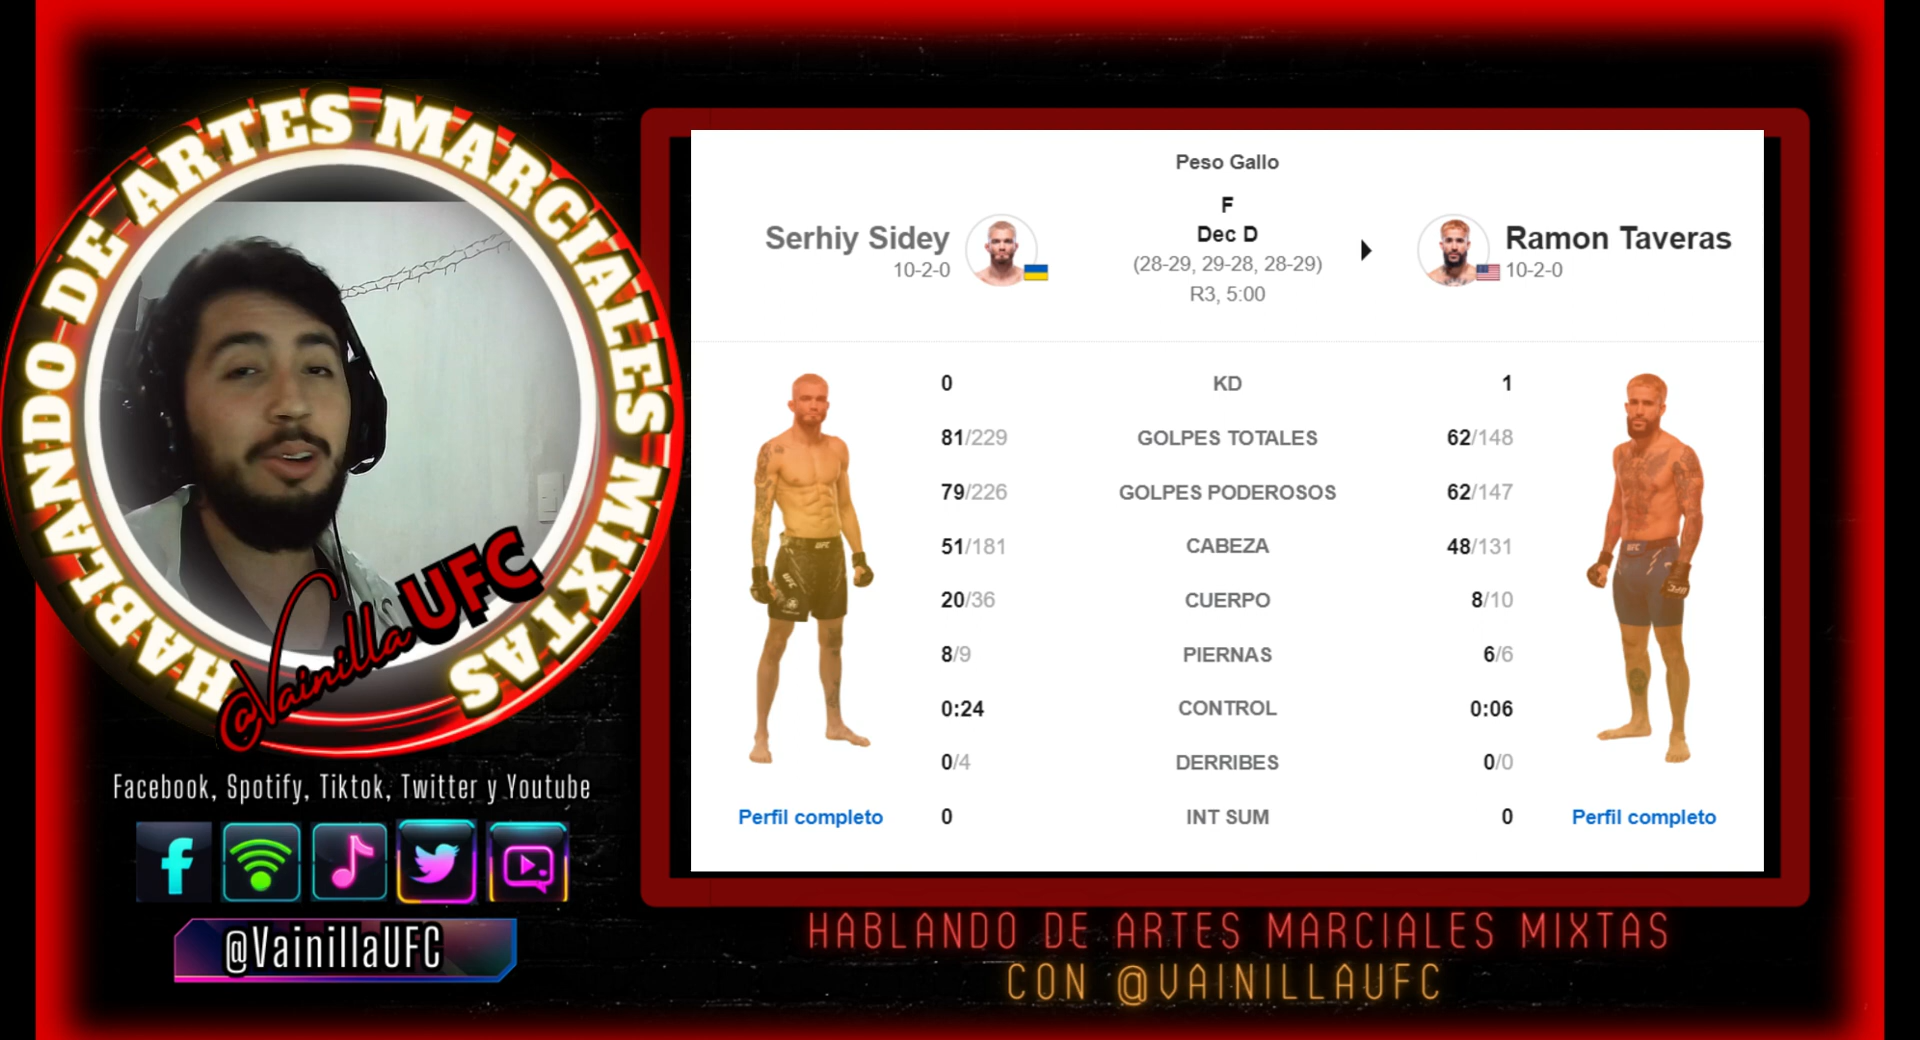 HABLANDO DE ARTES MARCIALES MIXTAS
@Vainilla UFC
Facebook, Spotify, Tiktok, Twitter y Youtube
@VainillaUFC
Peso Gallo
F
Serhiy Sidey Dec D Ramon Taveras
10-2-0 (28-29, 29-28, 28-29) 10-2-0
R3, 5:00
0 KD 1
81/229 GOLPES TOTALES 62/148
79/226 GOLPES PODEROSOS 62/147
51/181 CABEZA 48/131
20/36 CUERPO 8/10
8/9 PIERNAS 6/6
0:24 CONTROL 0:06
0/4 DERRIBES 0/0
Perfil completo 0 INT SUM 0 Perfil completo
HABLANDO DE ARTES MARCIALES MIXTAS
CON @VAINILLAUFC